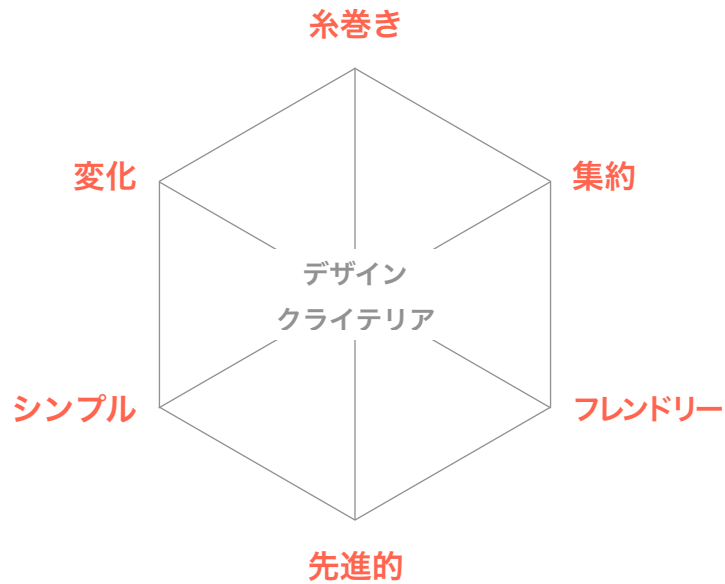 糸巻き
変化
集約
デザイン
クライテリア
シンプル
フレンドリー
先進的